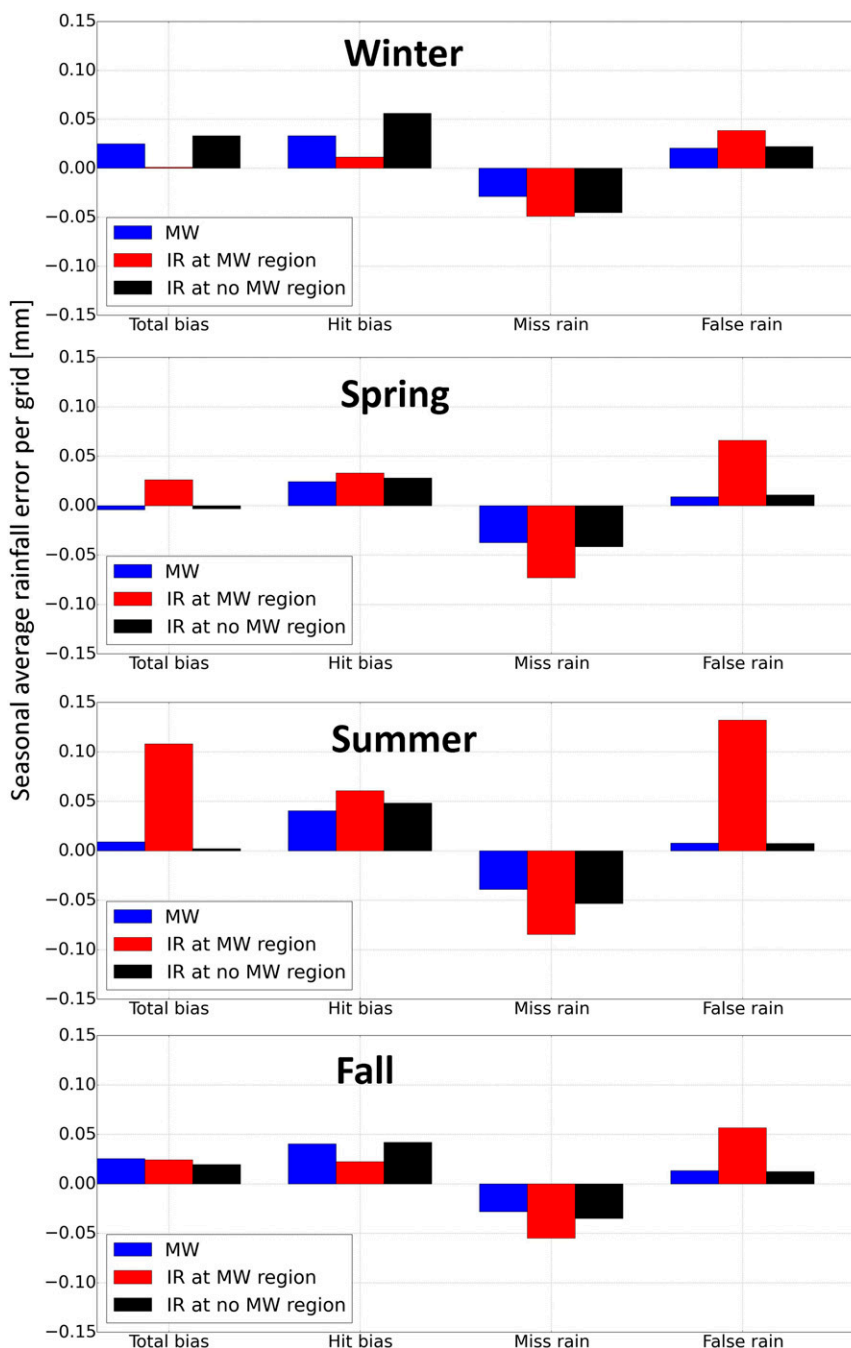 Seasonal average rainfall error per grid [mm]
Winter
0.15
0.10
0.05
0.00
−0.05
−0.10
−0.15
MW
IR at MW region
IR at no MW region
Total bias Hit bias Miss rain False rain
Spring
0.15
0.10
0.05
0.00
−0.05
−0.10
−0.15
MW
IR at MW region
IR at no MW region
Total bias Hit bias Miss rain False rain
Summer
0.15
0.10
0.05
0.00
−0.05
−0.10
−0.15
MW
IR at MW region
IR at no MW region
Total bias Hit bias Miss rain False rain
Fall
0.15
0.10
0.05
0.00
−0.05
−0.10
−0.15
MW
IR at MW region
IR at no MW region
Total bias Hit bias Miss rain False rain